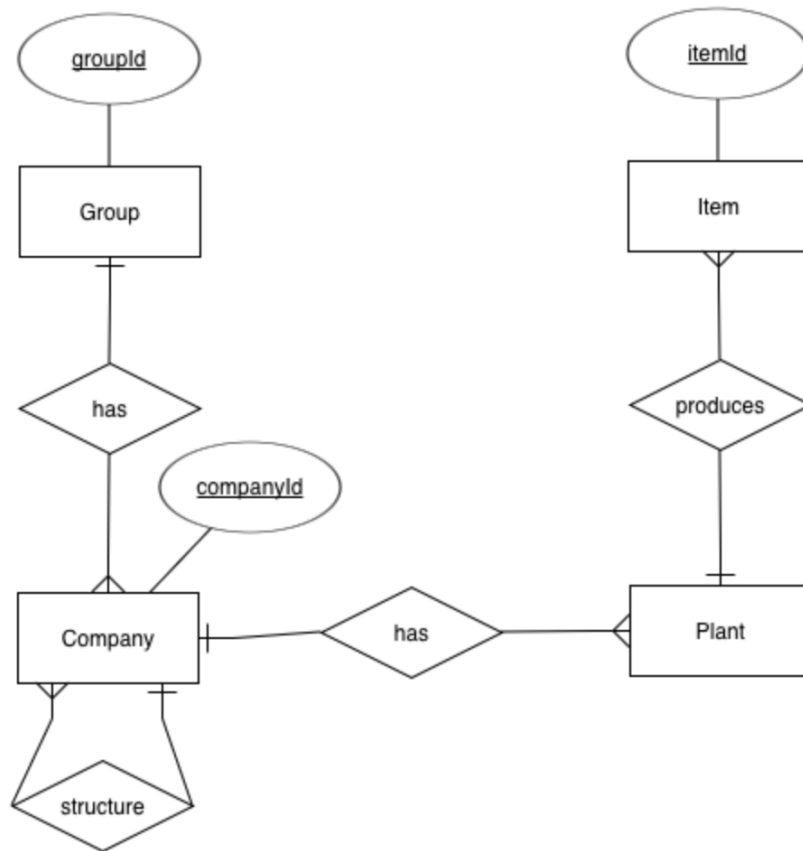 groupId
itemId
Group
Item
has
produces
companyId
Company
has
Plant
structure